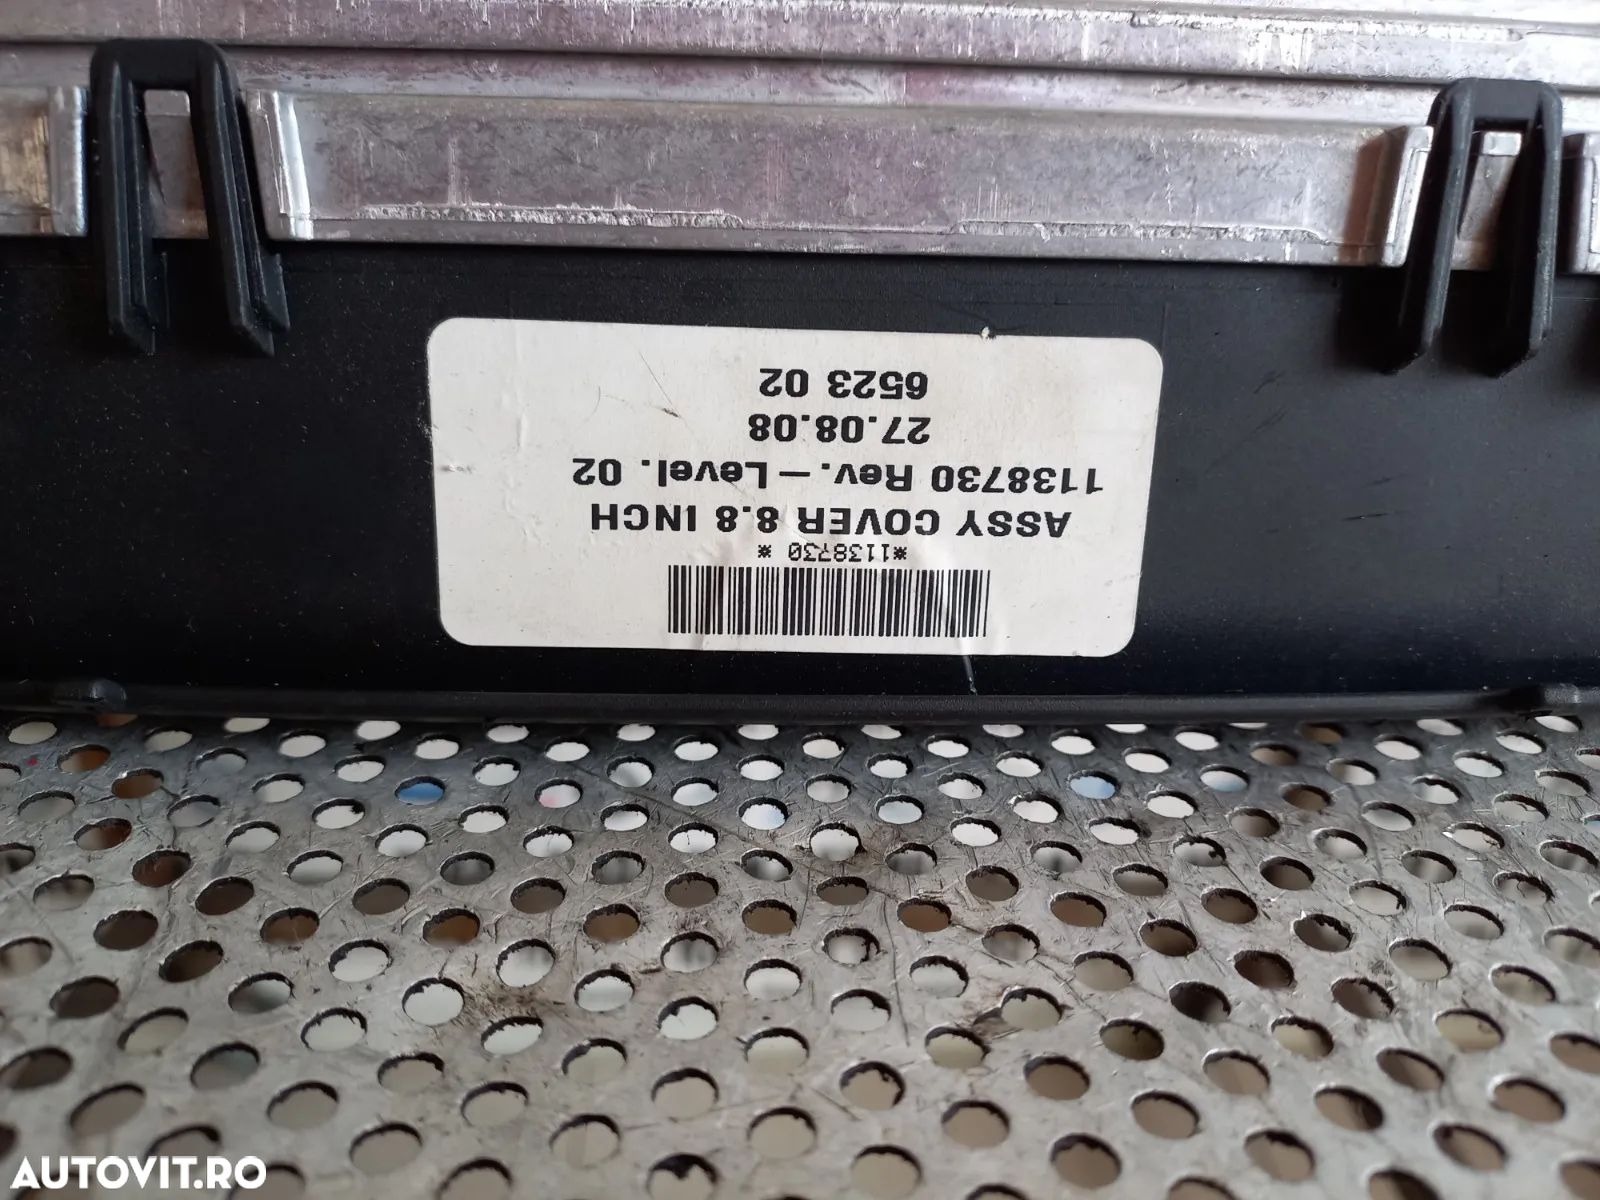 *1138730 *
ASSY COVER 8.8 INCH
1138730 Rev. – Level. 02
27.08.08
6523 02
AUTOVIT.RO